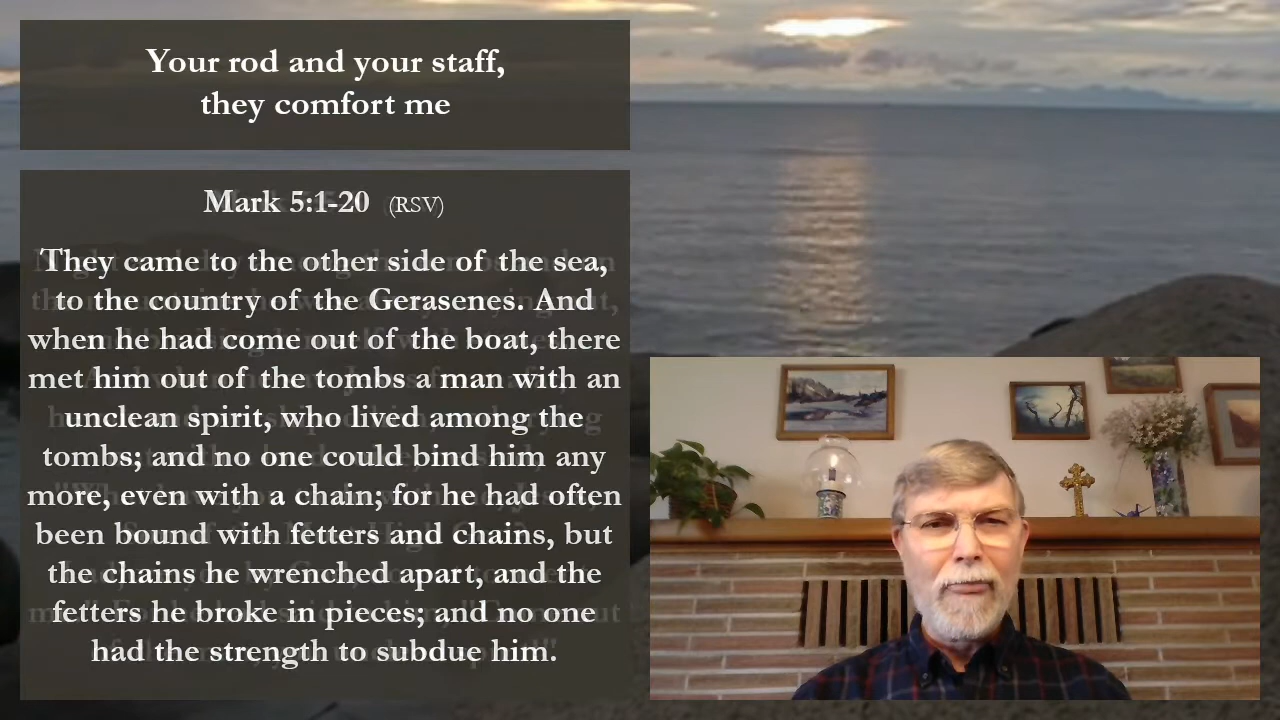 Your rod and your staff,
they comfort me
Mark 5:1-20 (RSV)
They came to the other side of the sea,
to the country of the Gerasenes. And
when he had come out of the boat, there
met him out of the tombs a man with an
unclean spirit, who lived among the
tombs; and no one could bind him any
more, even with a chain; for he had often
been bound with fetters and chains, but
the chains he wrenched apart, and the
fetters he broke in pieces; and no one
had the strength to subdue him.